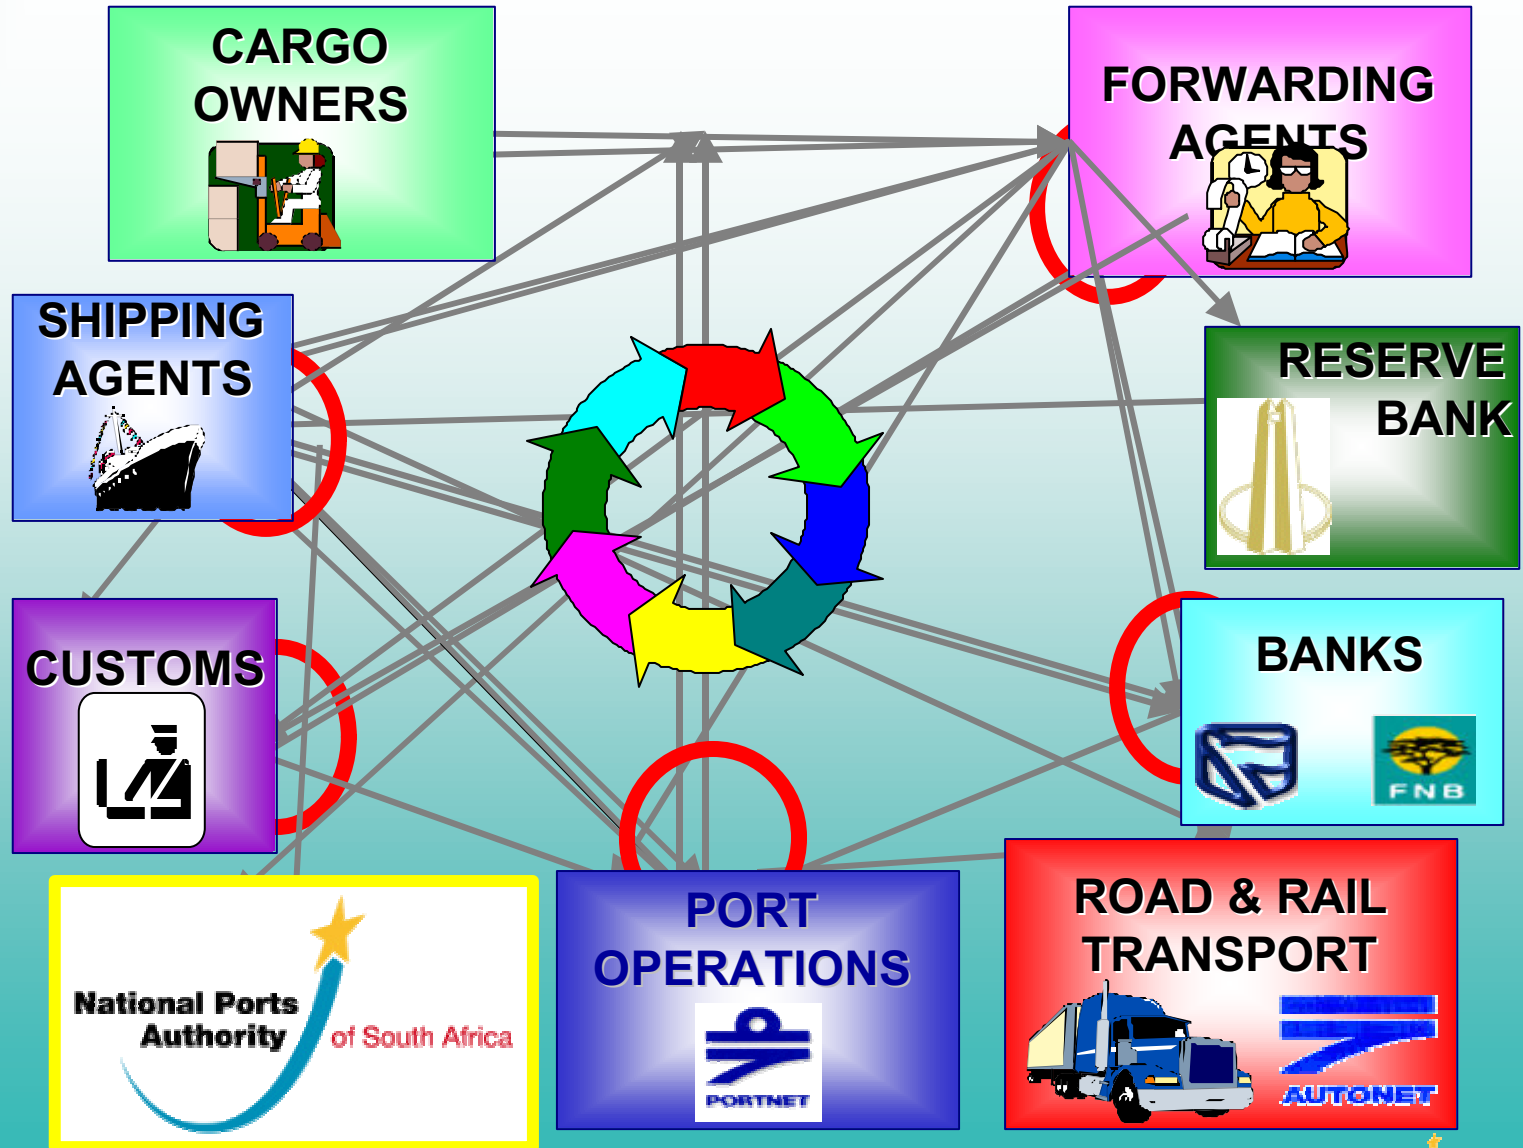 CARGO
OWNERS
FORWARDING
AGENTS
SHIPPING
AGENTS
RESERVE
BANK
CUSTOMS
BANKS
FNB
National Ports
Authority
of South Africa
PORT
OPERATIONS
PORTNET
ROAD & RAIL
TRANSPORT
AUTONET